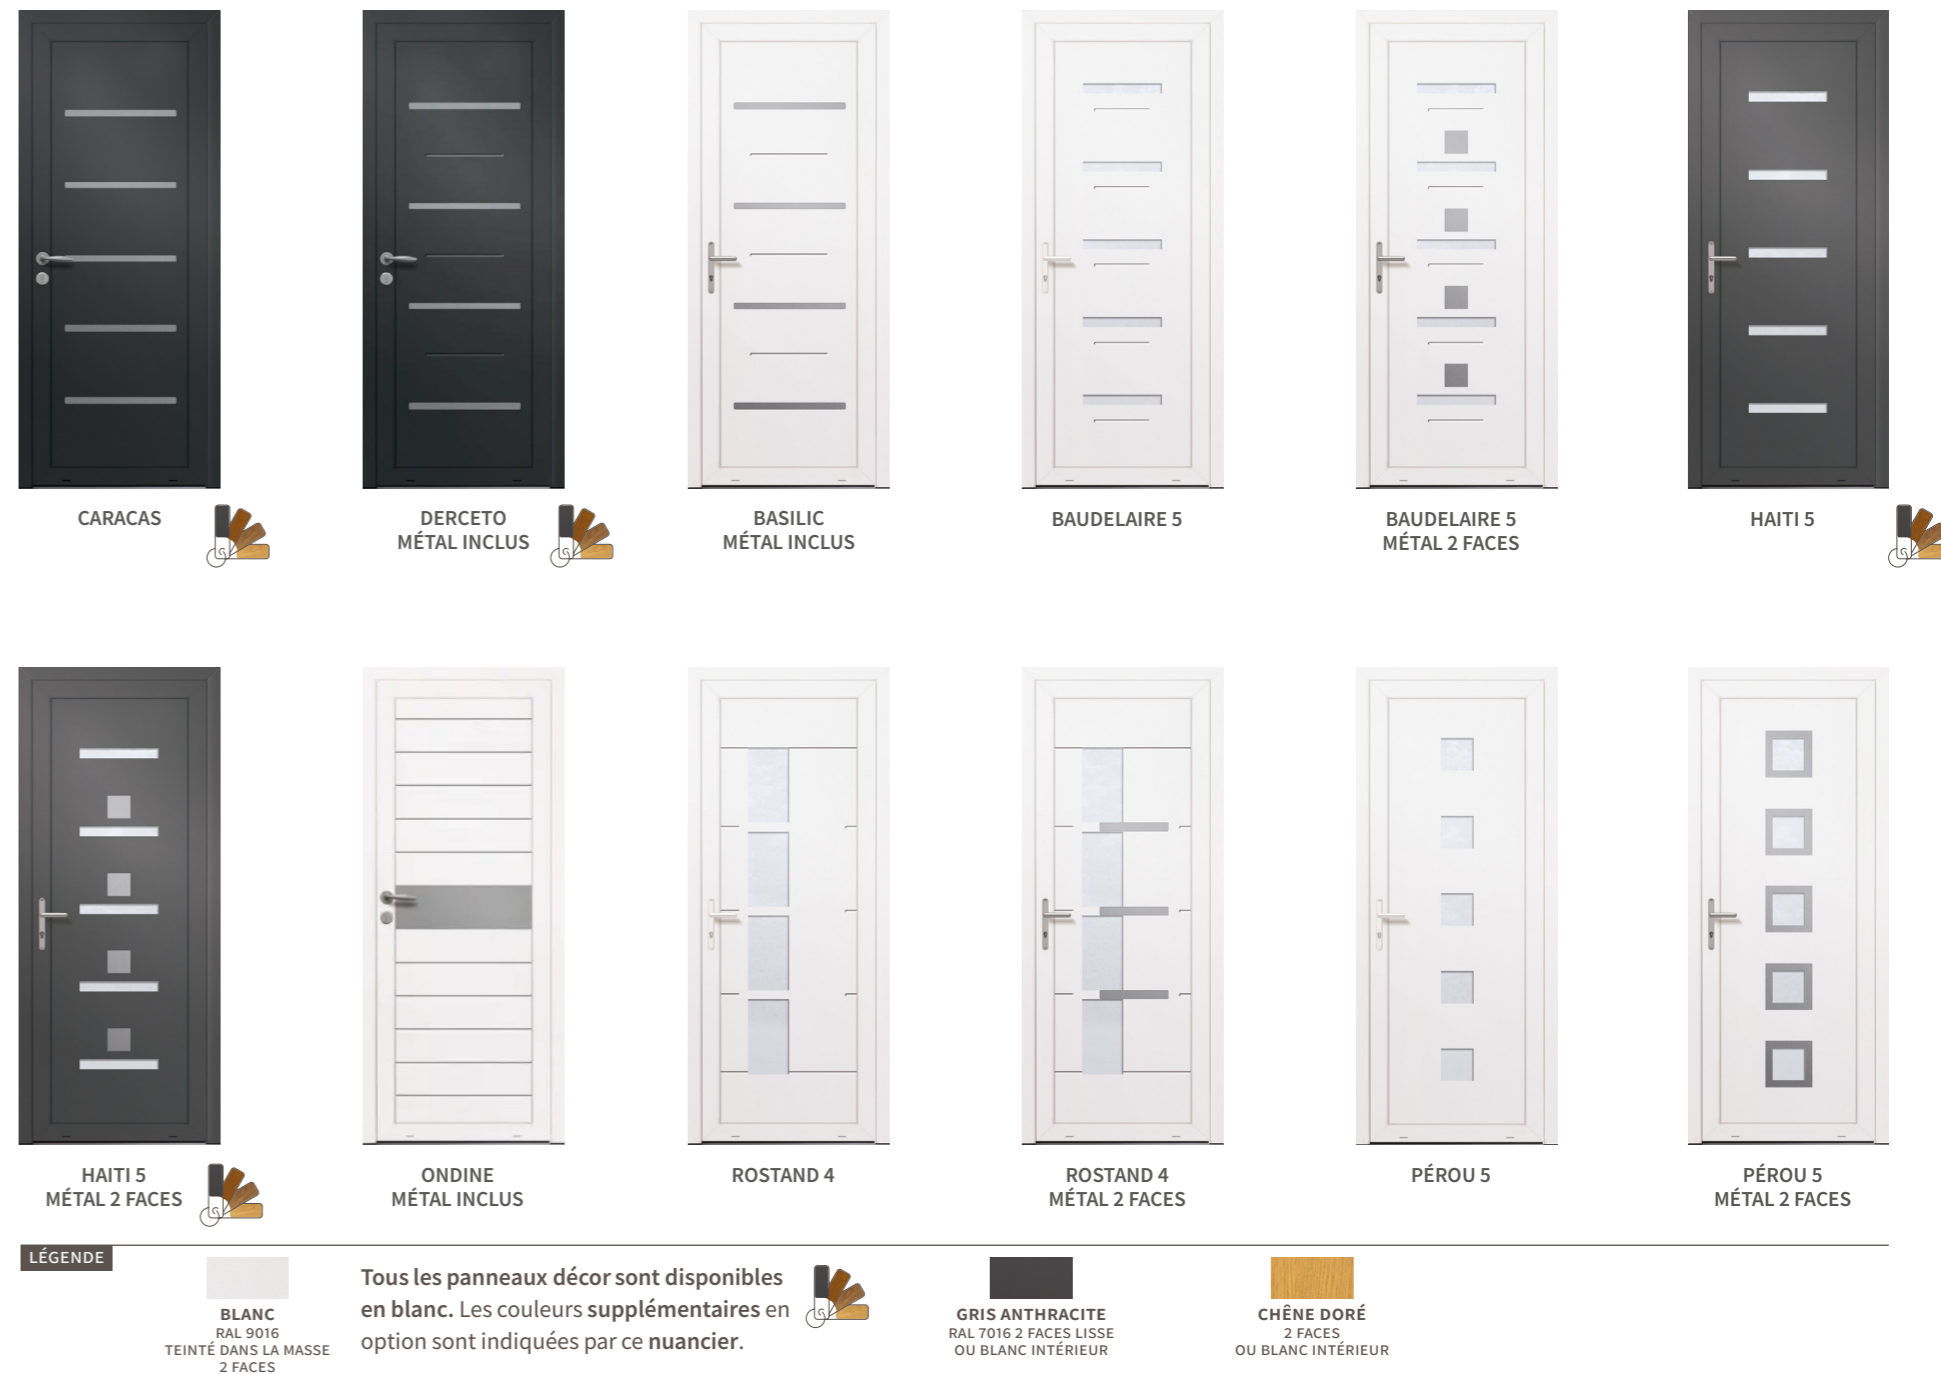 CARACAS
DERCETO
MÉTAL INCLUS
BASILIC
MÉTAL INCLUS
BAUDELAIRE 5
BAUDELAIRE 5
MÉTAL 2 FACES
HAITI 5
HAITI 5
MÉTAL 2 FACES
ONDINE
MÉTAL INCLUS
ROSTAND 4
ROSTAND 4
MÉTAL 2 FACES
PÉROU 5
PÉROU 5
MÉTAL 2 FACES
LÉGENDE
BLANC
RAL 9016
TEINTÉ DANS LA MASSE
2 FACES
Tous les panneaux décor sont disponibles
en blanc. Les couleurs supplémentaires en
option sont indiquées par ce nuancier.
GRIS ANTHRACITE
RAL 7016 2 FACES LISSE
OU BLANC INTÉRIEUR
CHÊNE DORÉ
2 FACES
OU BLANC INTÉRIEUR